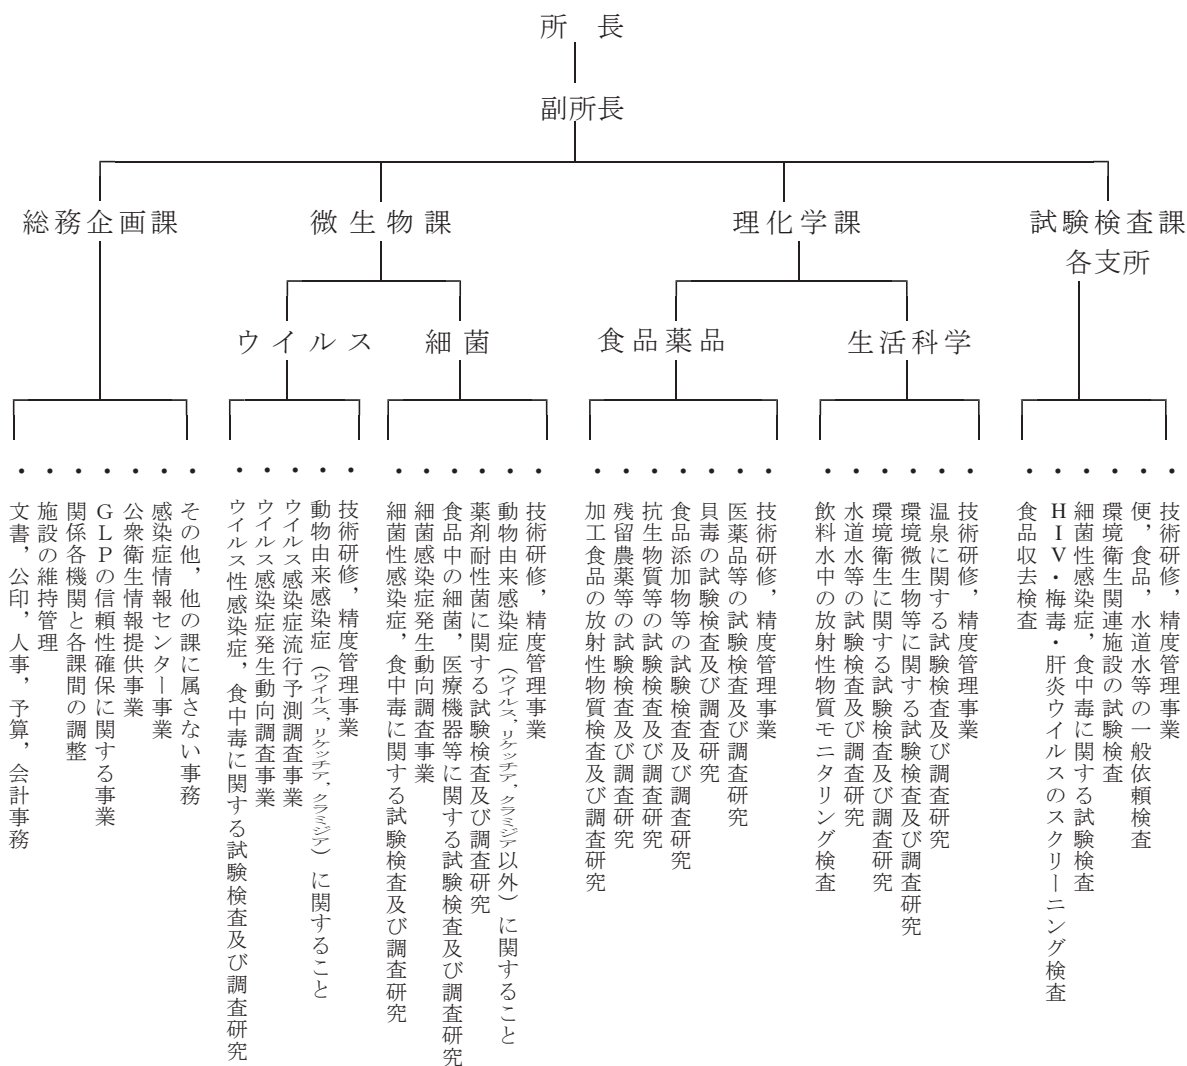 所　長
副所長
総務企画課
微生物課
理化学課
試験検査課
各支所
ウイルス
細菌
食品薬品
生活科学
・文書，公印，人事，予算，会計事務
・施設の維持管理
・関係各機関と各課間の調整
・GLPの信頼性確保に関する事業
・公衆衛生情報提供事業
・感染症情報センター事業
・その他，他の課に属さない事務
・ウイルス性感染症，食中毒に関する試験検査及び調査研究
・ウイルス感染症発生動向調査事業
・ウイルス感染症流行予測調査事業
・動物由来感染症（ウイルス，リケッチア，クラミジア）に関すること
・技術研修，精度管理事業
・細菌性感染症，食中毒に関する試験検査及び調査研究
・細菌感染症発生動向調査事業
・食品中の細菌，医療機器等に関する試験検査及び調査研究
・薬剤耐性菌に関する試験検査及び調査研究
・動物由来感染症（ウイルス，リケッチア，クラミジア以外）に関すること
・技術研修，精度管理事業
・加工食品の放射性物質検査及び調査研究
・残留農薬等の試験検査及び調査研究
・抗生物質等の試験検査及び調査研究
・食品添加物等の試験検査及び調査研究
・貝毒の試験検査及び調査研究
・医薬品等の試験検査及び調査研究
・技術研修，精度管理事業
・飲料水中の放射性物質モニタリング検査
・水道水等の試験検査及び調査研究
・環境衛生に関する試験検査及び調査研究
・環境微生物等に関する試験検査及び調査研究
・温泉に関する試験検査及び調査研究
・技術研修，精度管理事業
・食品収去検査
・HIV・梅毒・肝炎ウイルスのスクリーニング検査
・細菌性感染症，食中毒に関する試験検査
・環境衛生関連施設の試験検査
・便，食品，水道水等の一般依頼検査
・技術研修，精度管理事業